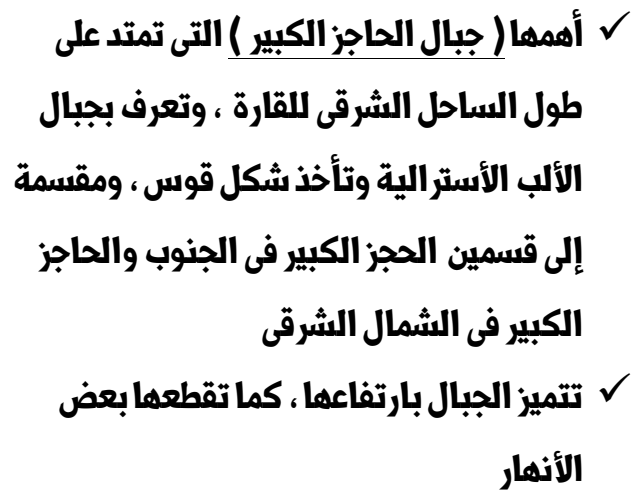 ✓ أهمها ( جبال الحاجز الكبير ) التى تمتد على
طول الساحل الشرقى للقارة ، وتعرف بجبال
الألب الأسترالية وتأخذ شكل قوس ، ومقسمة
إلى قسمين الحجز الكبير فى الجنوب والحاجز
الكبير فى الشمال الشرقى
✓ تتميز الجبال بارتفاعها ، كما تقطعها بعض
الأنهار